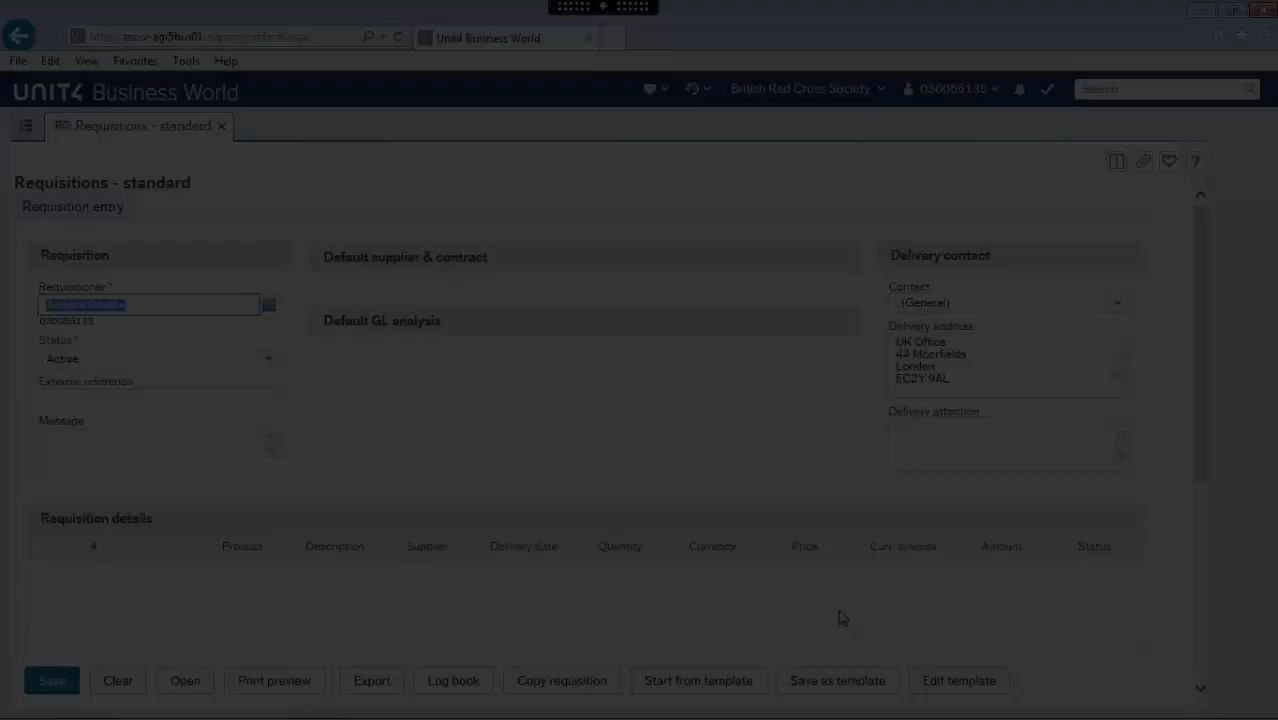 Unit4 Business World
File Edit View Favorites Tools Help
UNIT4 Business World
British Red Cross Society 030055135 Search
Requisitions - standard
Requisitions - standard
Requisition entry
Requisition
Default supplier & contract
Delivery contact
Requisitioner *
030055135
Status *
Active
External reference
Message
Default GL analysis
Contact
(General)
Delivery address
UK Office
44 Moorfields
London
EC2Y 9AL
Delivery attention
Requisition details
# Product Description Supplier Delivery date Quantity Currency Price Curr. amount Amount Status
Save Clear Open Print preview Export Log book Copy requisition Start from template Save as template Edit template